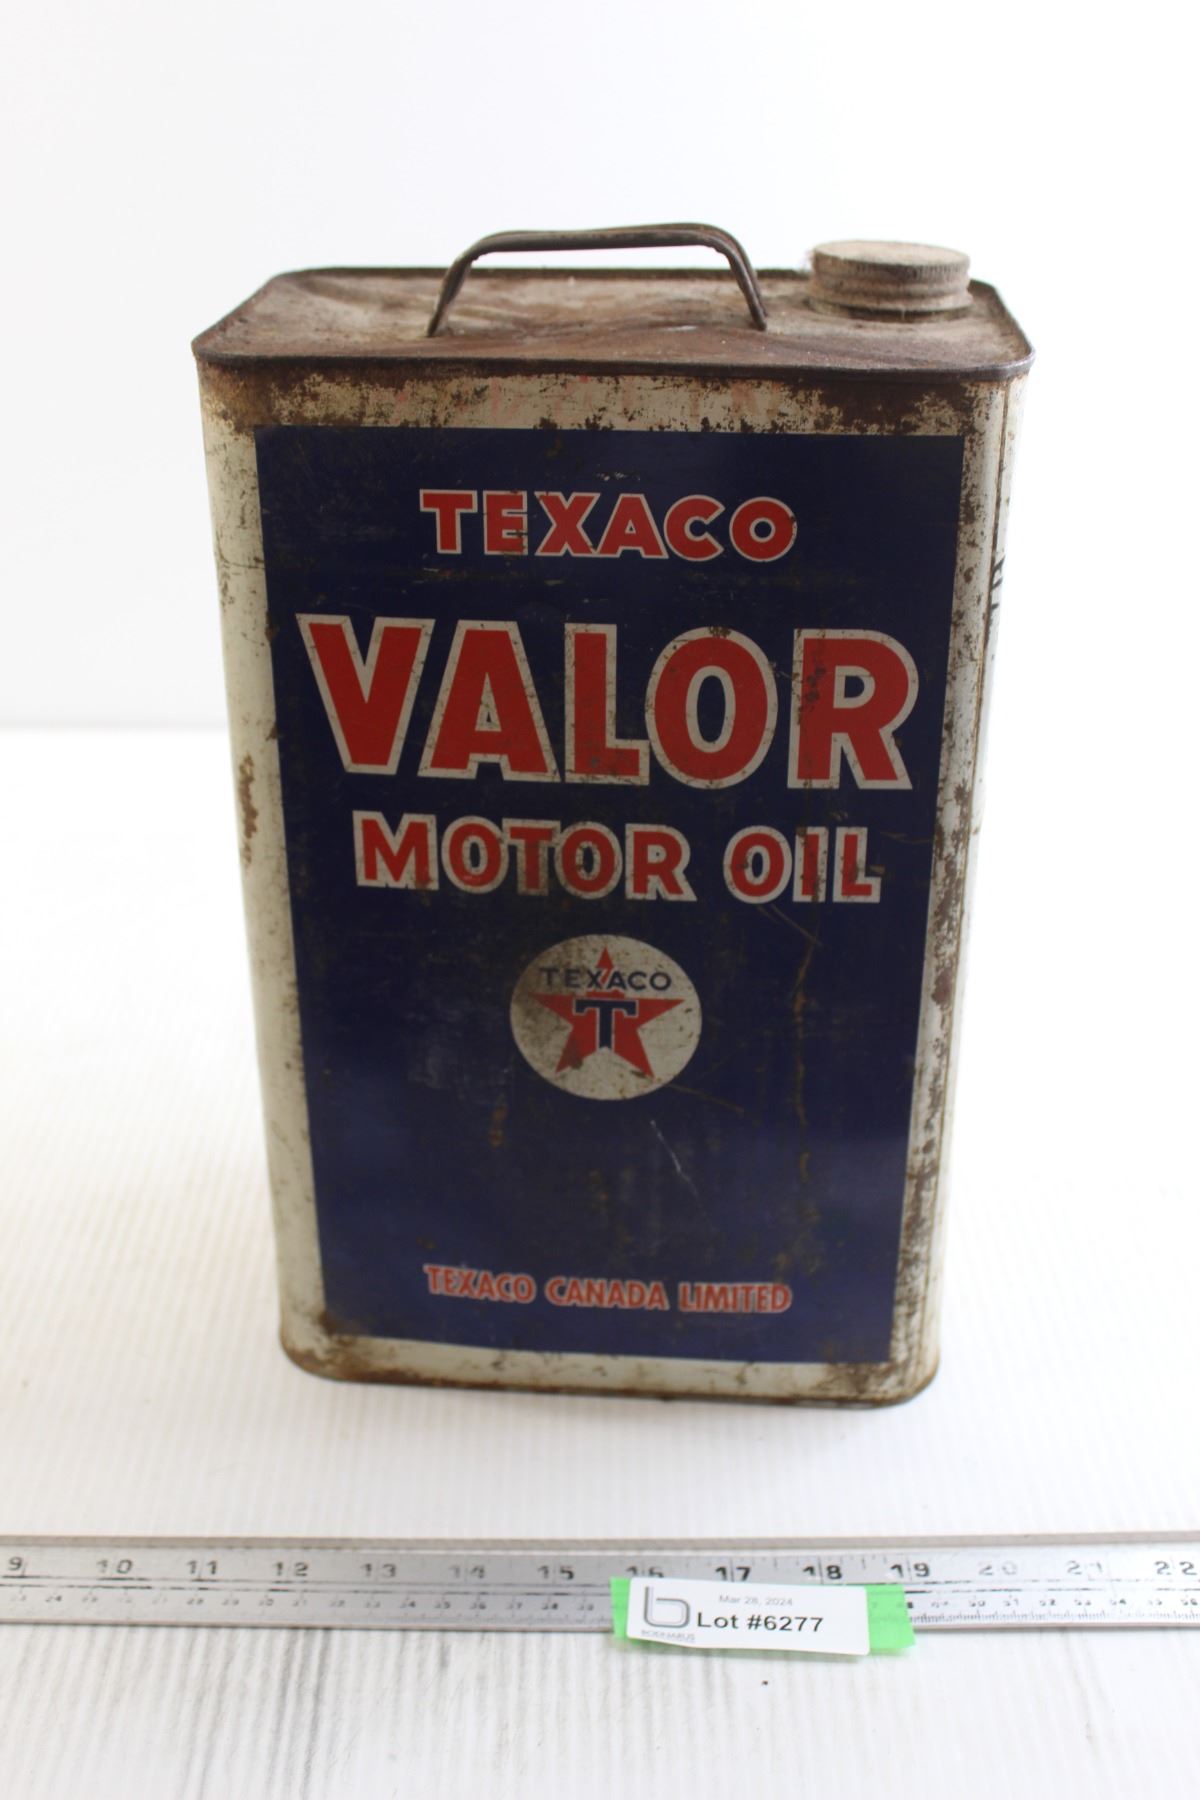 TEXACO
VALOR
MOTOR OIL
TEXACO
T
TEXACO CANADA LIMITED
9 10 11 12 13 14 15 16 17 18 19 20 21 22
Mar 28, 2024
Lot #6277